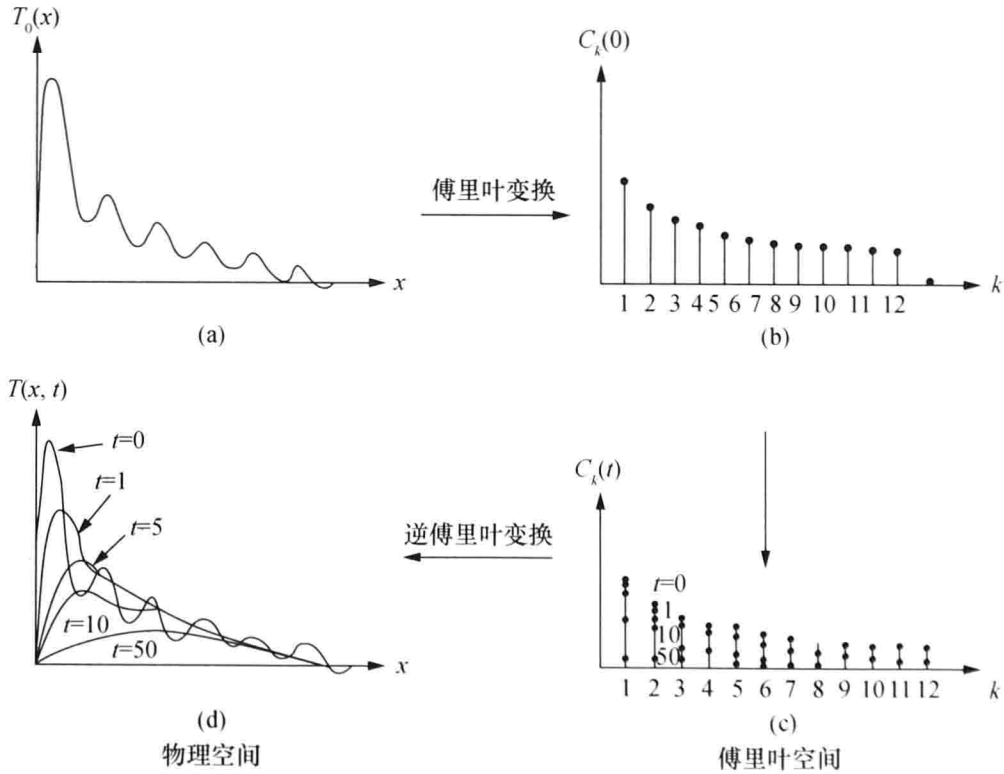 T₀(x)
x
(a)
傅里叶变换
Cₖ(0)
1 2 3 4 5 6 7 8 9 10 11 12
k
(b)
T(x, t)
t=0
t=1
t=5
t=10
t=50
x
(d)
物理空间
逆傅里叶变换
Cₖ(t)
t=0
1
10
50
1 2 3 4 5 6 7 8 9 10 11 12
k
(c)
傅里叶空间